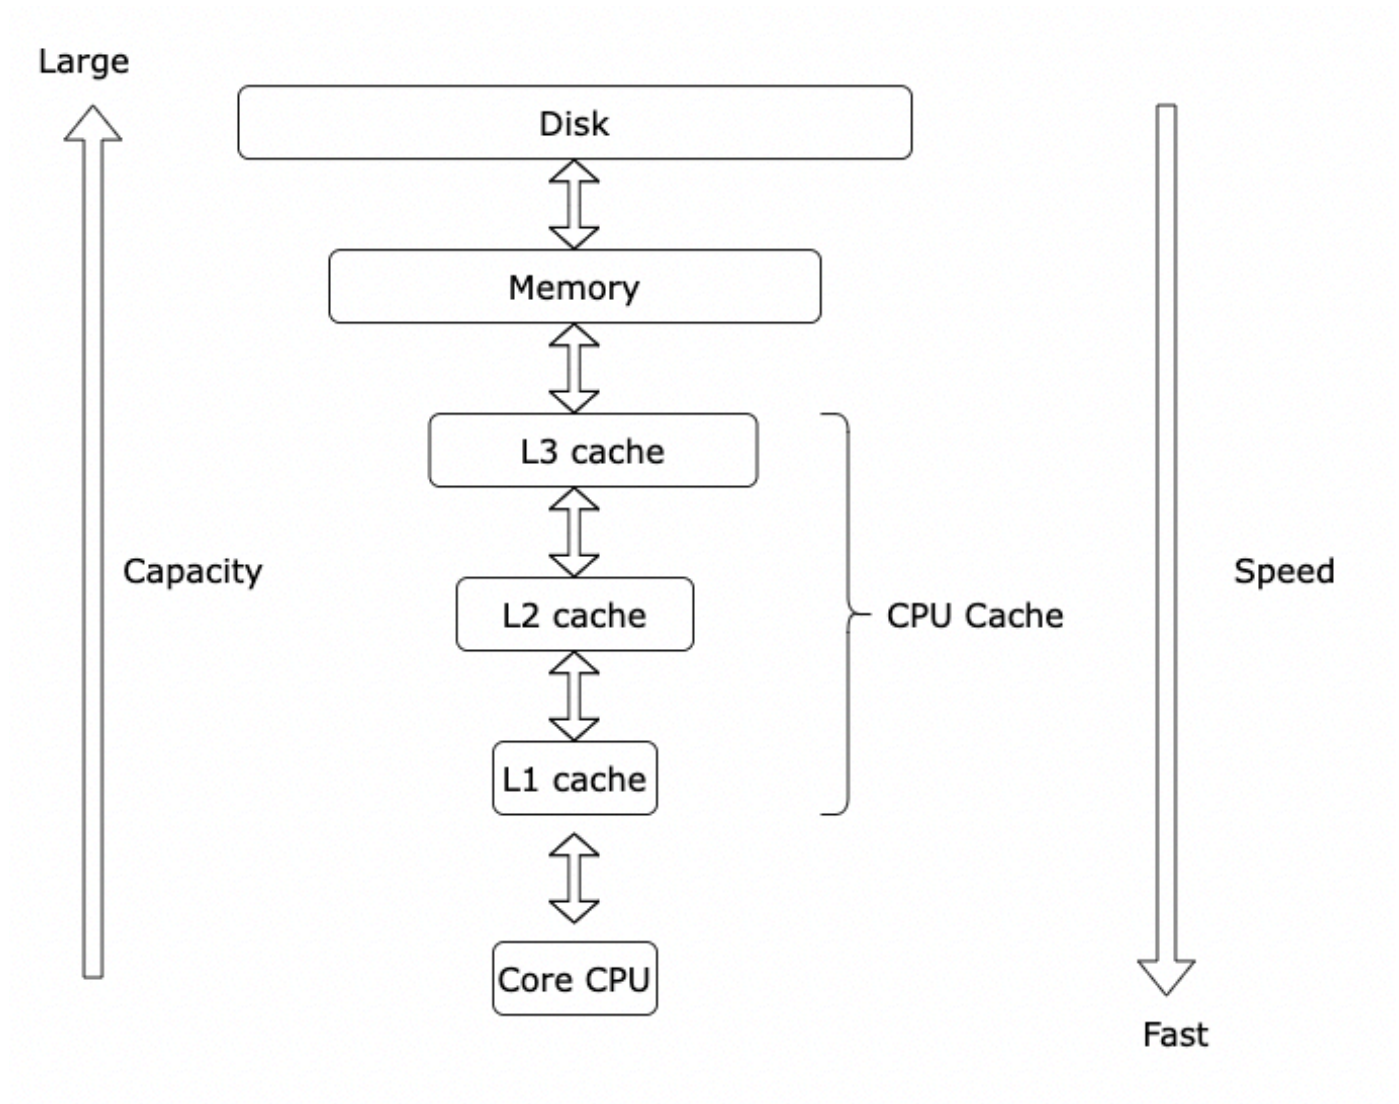 Large
Disk
Memory
L3 cache
Capacity
Speed
L2 cache
CPU Cache
L1 cache
Core CPU
Fast